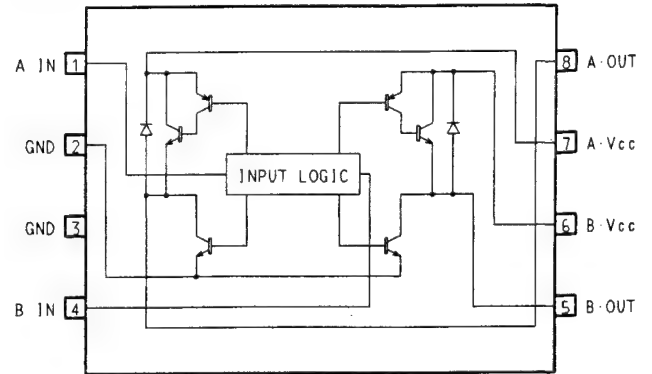 A IN 1
GND 2
GND 3
B IN 4
INPUT LOGIC
8 A·OUT
7 A·Vcc
6 B·Vcc
5 B·OUT